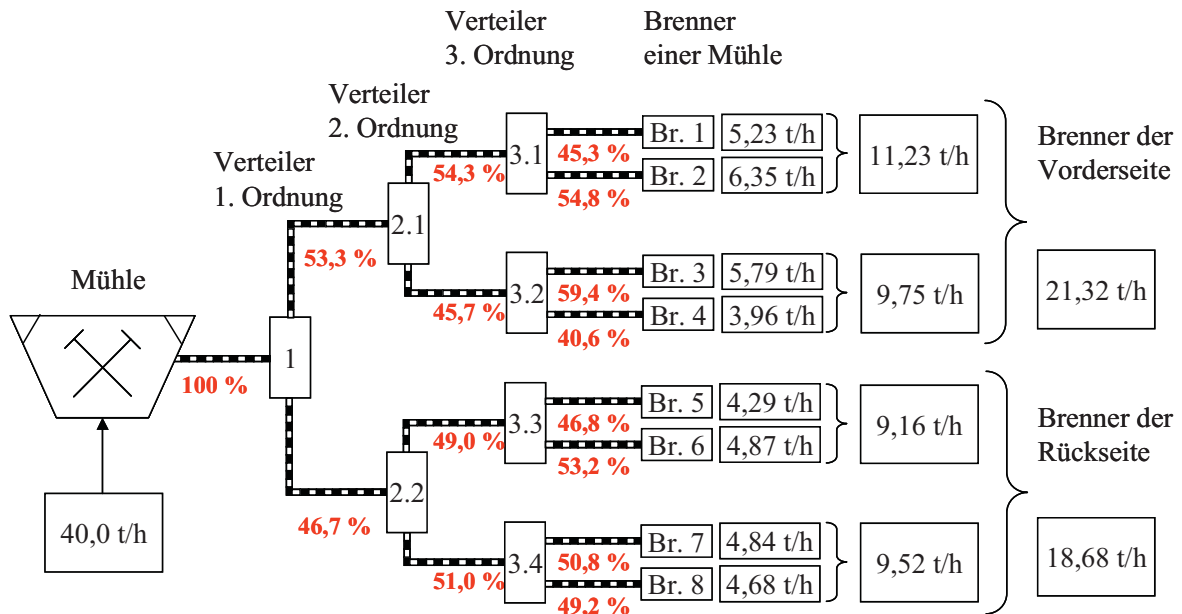 Verteiler
3. Ordnung
Brenner
einer Mühle
Verteiler
2. Ordnung
Verteiler
1. Ordnung
Mühle
100 %
40,0 t/h
1
53,3 %
46,7 %
2.1
2.2
54,3 %
45,7 %
49,0 %
51,0 %
3.1
3.2
3.3
3.4
45,3 %
54,8 %
59,4 %
40,6 %
46,8 %
53,2 %
50,8 %
49,2 %
Br. 1 5,23 t/h
Br. 2 6,35 t/h
Br. 3 5,79 t/h
Br. 4 3,96 t/h
Br. 5 4,29 t/h
Br. 6 4,87 t/h
Br. 7 4,84 t/h
Br. 8 4,68 t/h
11,23 t/h
9,75 t/h
9,16 t/h
9,52 t/h
Brenner der
Vorderseite
21,32 t/h
Brenner der
Rückseite
18,68 t/h